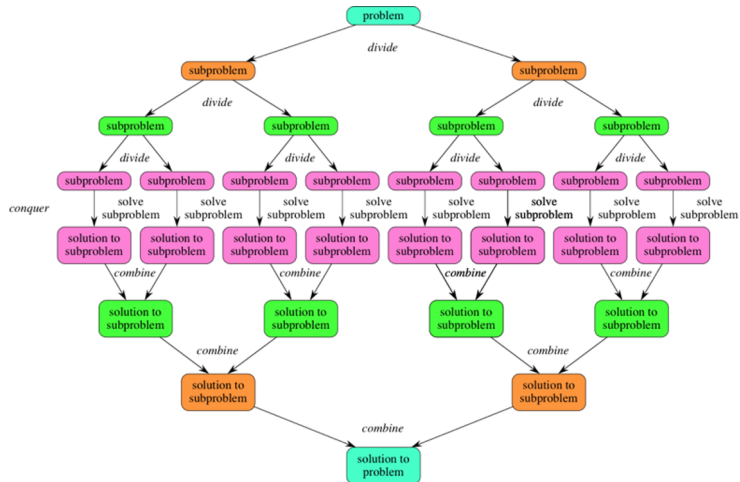 problem
divide
subproblem
subproblem
divide
divide
subproblem
subproblem
subproblem
subproblem
divide
divide
divide
divide
subproblem
subproblem
subproblem
subproblem
subproblem
subproblem
subproblem
subproblem
conquer
solve
subproblem
solve
subproblem
solve
subproblem
solve
subproblem
solve
subproblem
solve
subproblem
solve
subproblem
solve
subproblem
solution to
subproblem
solution to
subproblem
solution to
subproblem
solution to
subproblem
solution to
subproblem
solution to
subproblem
solution to
subproblem
solution to
subproblem
combine
combine
combine
combine
solution to
subproblem
solution to
subproblem
solution to
subproblem
solution to
subproblem
combine
combine
solution to
subproblem
solution to
subproblem
combine
solution to
problem